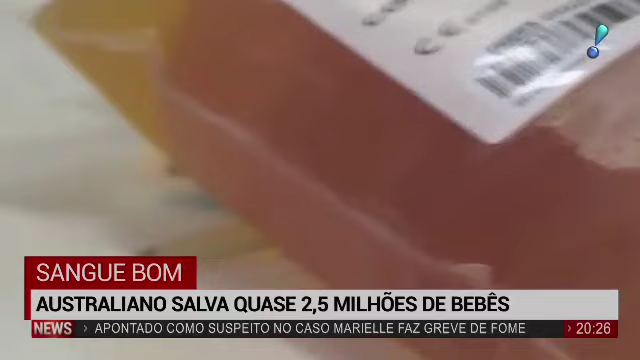 SANGUE BOM
AUSTRALIANO SALVA QUASE 2,5 MILHÕES DE BEBÊS
NEWS › APONTADO COMO SUSPEITO NO CASO MARIELLE FAZ GREVE DE FOME › 20:26